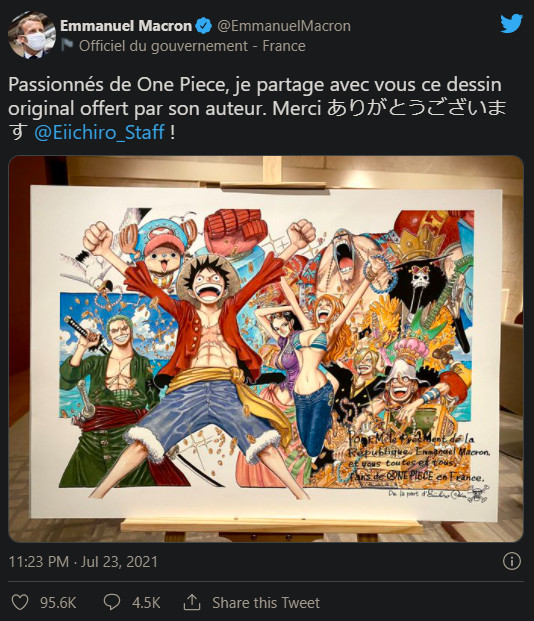 Emmanuel Macron @EmmanuelMacron
Officiel du gouvernement - France
Passionnés de One Piece, je partage avec vous ce dessin
original offert par son auteur. Merci ありがとうございま
す @Eiichiro_Staff !
Pour M. le Président de la
République Emmanuel Macron,
et vous toutes et tous,
fans de ONE PIECE en France.
De la part d'Eiichiro Oda
11:23 PM · Jul 23, 2021
95.6K 4.5K Share this Tweet